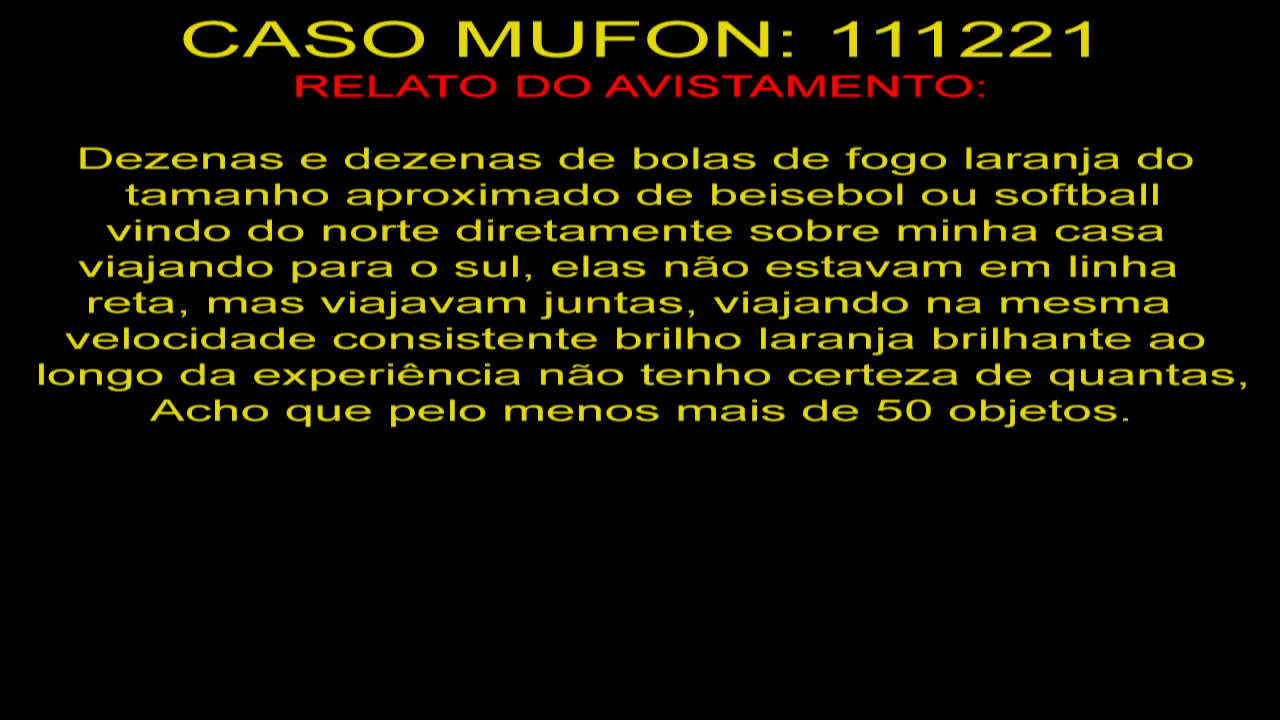 CASO MUFON: 111221
RELATO DO AVISTAMENTO:
Dezenas e dezenas de bolas de fogo laranja do
tamanho aproximado de beisebol ou softball
vindo do norte diretamente sobre minha casa
viajando para o sul, elas não estavam em linha
reta, mas viajavam juntas, viajando na mesma
velocidade consistente brilho laranja brilhante ao
longo da experiência não tenho certeza de quantas,
Acho que pelo menos mais de 50 objetos.